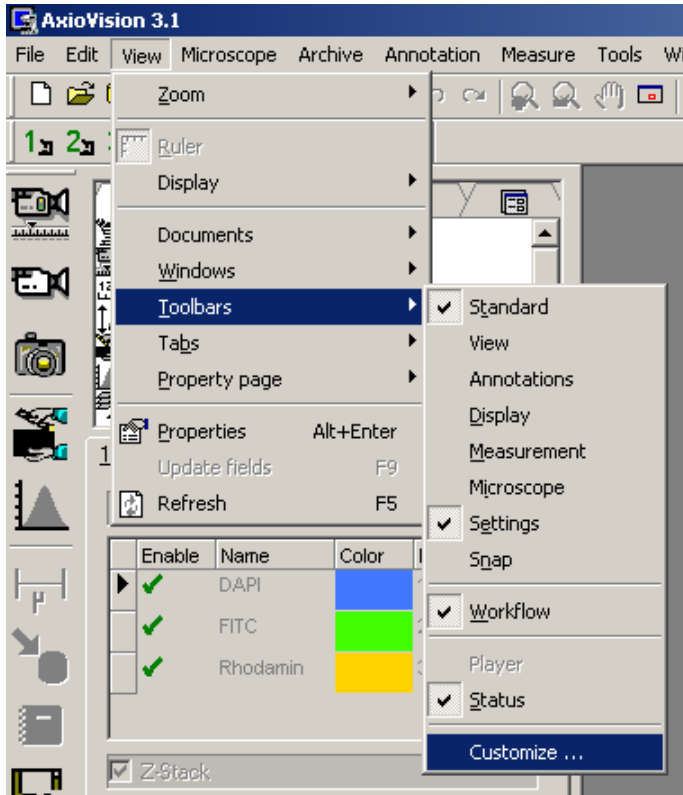 AxioVision 3.1
File Edit View Microscope Archive Annotation Measure Tools
1 2
Zoom
Ruler
Display
Documents
Windows
Toolbars
Standard
Tabs
View
Property page
Annotations
Display
Properties Alt+Enter
Measurement
Update fields F9
Microscope
Refresh F5
Settings
Enable Name Color
Snap
DAPI
FITC
Workflow
Rhodamin
Player
Status
Customize ...
Z-Stack
μ